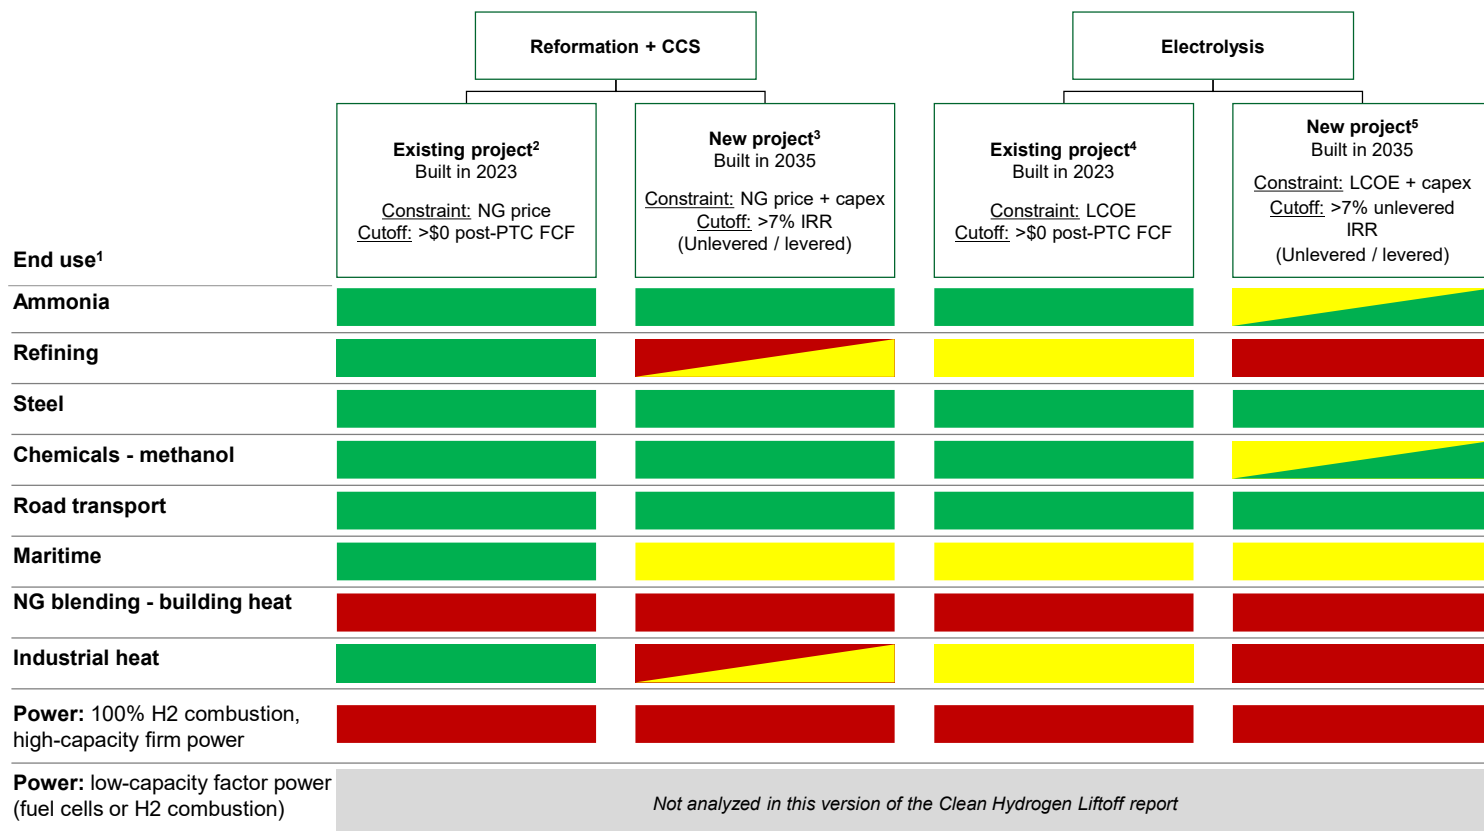 Reformation + CCS
Electrolysis
Existing project²
Built in 2023
Constraint: NG price
Cutoff: >$0 post-PTC FCF
New project³
Built in 2035
Constraint: NG price + capex
Cutoff: >7% IRR
(Unlevered / levered)
Existing project⁴
Built in 2023
Constraint: LCOE
Cutoff: >$0 post-PTC FCF
New project⁵
Built in 2035
Constraint: LCOE + capex
Cutoff: >7% unlevered
IRR
(Unlevered / levered)
End use¹
Ammonia
Refining
Steel
Chemicals - methanol
Road transport
Maritime
NG blending - building heat
Industrial heat
Power: 100% H2 combustion,
high-capacity firm power
Power: low-capacity factor power
(fuel cells or H2 combustion)
Not analyzed in this version of the Clean Hydrogen Liftoff report